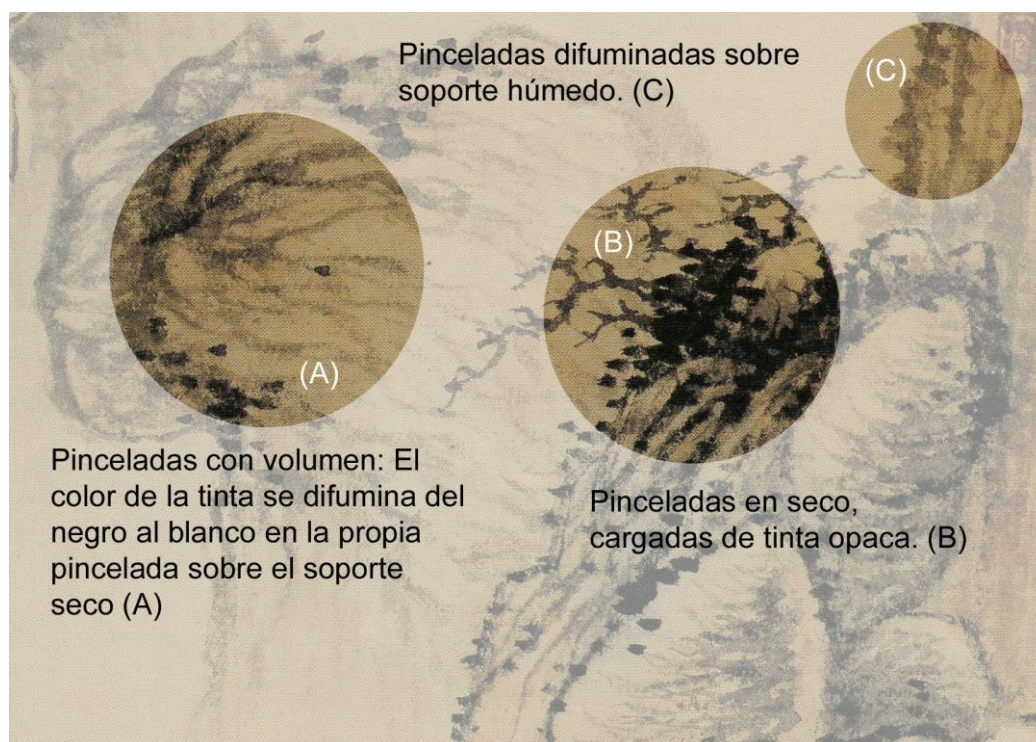 Pinceladas difuminadas sobre
soporte húmedo. (C)
(C)
(B)
(A)
Pinceladas con volumen: El
color de la tinta se difumina del
negro al blanco en la propia
pincelada sobre el soporte
seco (A)
Pinceladas en seco,
cargadas de tinta opaca. (B)